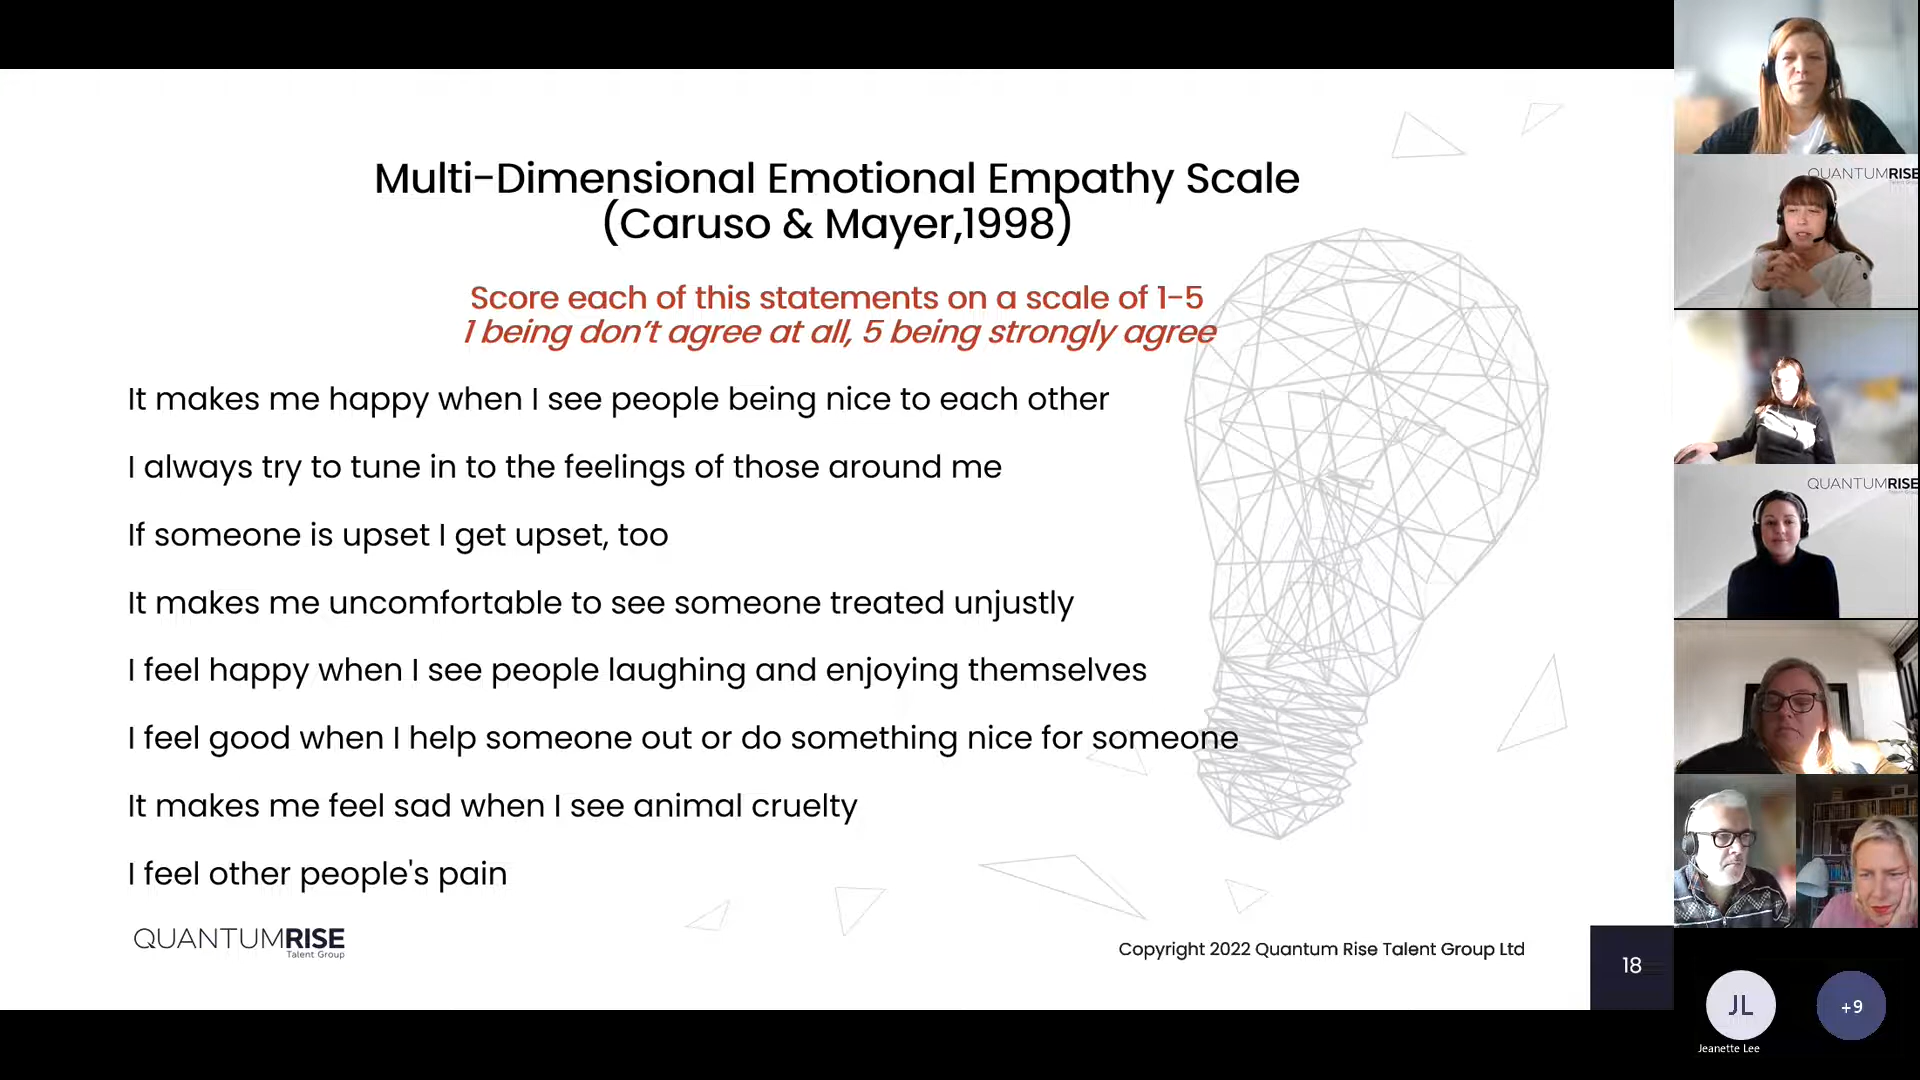 Multi-Dimensional Emotional Empathy Scale
(Caruso & Mayer,1998)
Score each of this statements on a scale of 1-5
1 being don't agree at all, 5 being strongly agree
It makes me happy when I see people being nice to each other
I always try to tune in to the feelings of those around me
If someone is upset I get upset, too
It makes me uncomfortable to see someone treated unjustly
I feel happy when I see people laughing and enjoying themselves
I feel good when I help someone out or do something nice for someone
It makes me feel sad when I see animal cruelty
I feel other people's pain
QUANTUMRISE
Talent Group
Copyright 2022 Quantum Rise Talent Group Ltd
18
QUANTUMRISE
QUANTUMRISE
JL
Jeanette Lee
+9